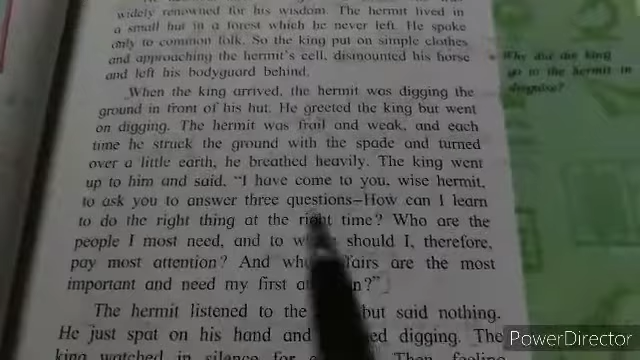 widely renowned for his wisdom. The hermit lived in
a small hut in a forest which he never left. He spoke
only to common folk. So the king put on simple clothes
and approaching the hermit's cell, dismounted his horse
and left his bodyguard behind.
When the king arrived, the hermit was digging the
ground in front of his hut. He greeted the king but went
on digging. The hermit was frail and weak, and each
time he struck the ground with the spade and turned
over a little earth, he breathed heavily. The king went
up to him and said, "I have come to you, wise hermit,
to ask you to answer three questions—How can I learn
to do the right thing at the right time? Who are the
people I most need, and to should I, therefore,
pay most attention? And are the most
important and need my first
The hermit listened to the but said nothing.
He just spat on his hand and digging. The
king watched in silence for Then feeling
Why did the king
go to the hermit in
disguise?
PowerDirector